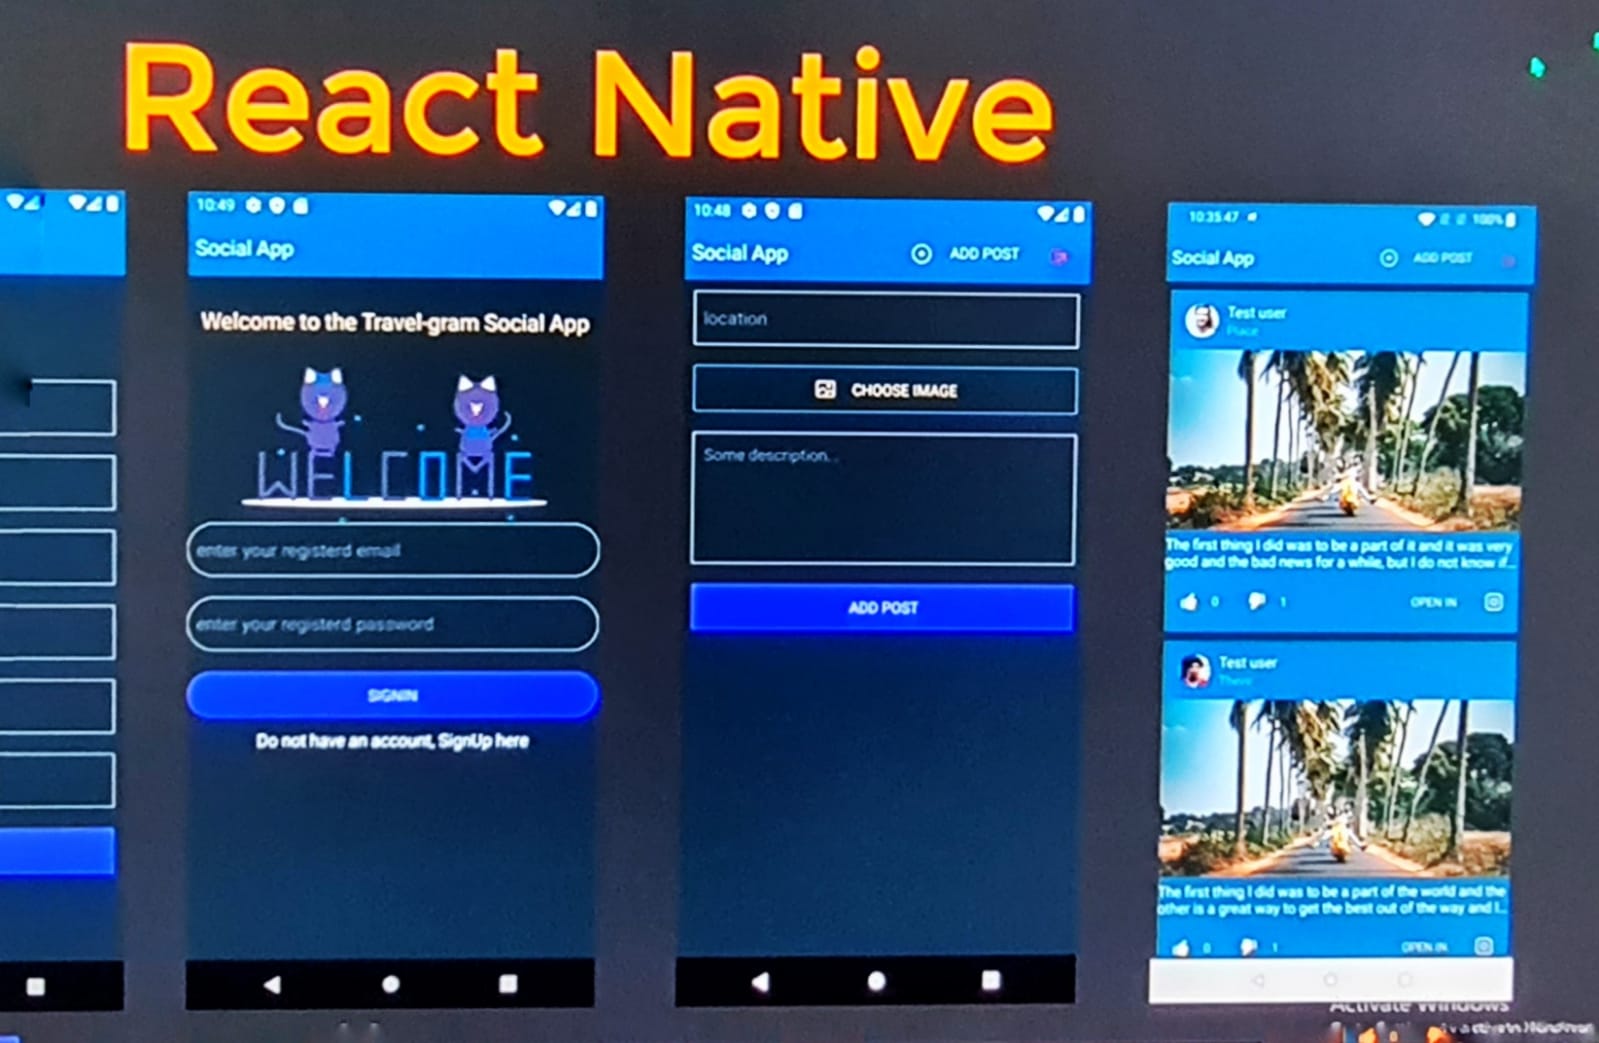 React Native
10:49
Social App
Welcome to the Travel-gram Social App
WELCOME
enter your registerd email
enter your registerd password
SIGNIN
Do not have an account, SignUp here
10:48
Social App
ADD POST
location
CHOOSE IMAGE
Some description...
ADD POST
10:35:47
100%
Social App
ADD POST
Test user
Place
The first thing I did was to be a part of it and it was very
good and the bad news for a while, but I do not know if...
0
1
OPEN IN
Test user
The first thing I did was to be a part of the world and the
other is a great way to get the best out of the way and I...
0
1
OPEN IN
Activate Windows